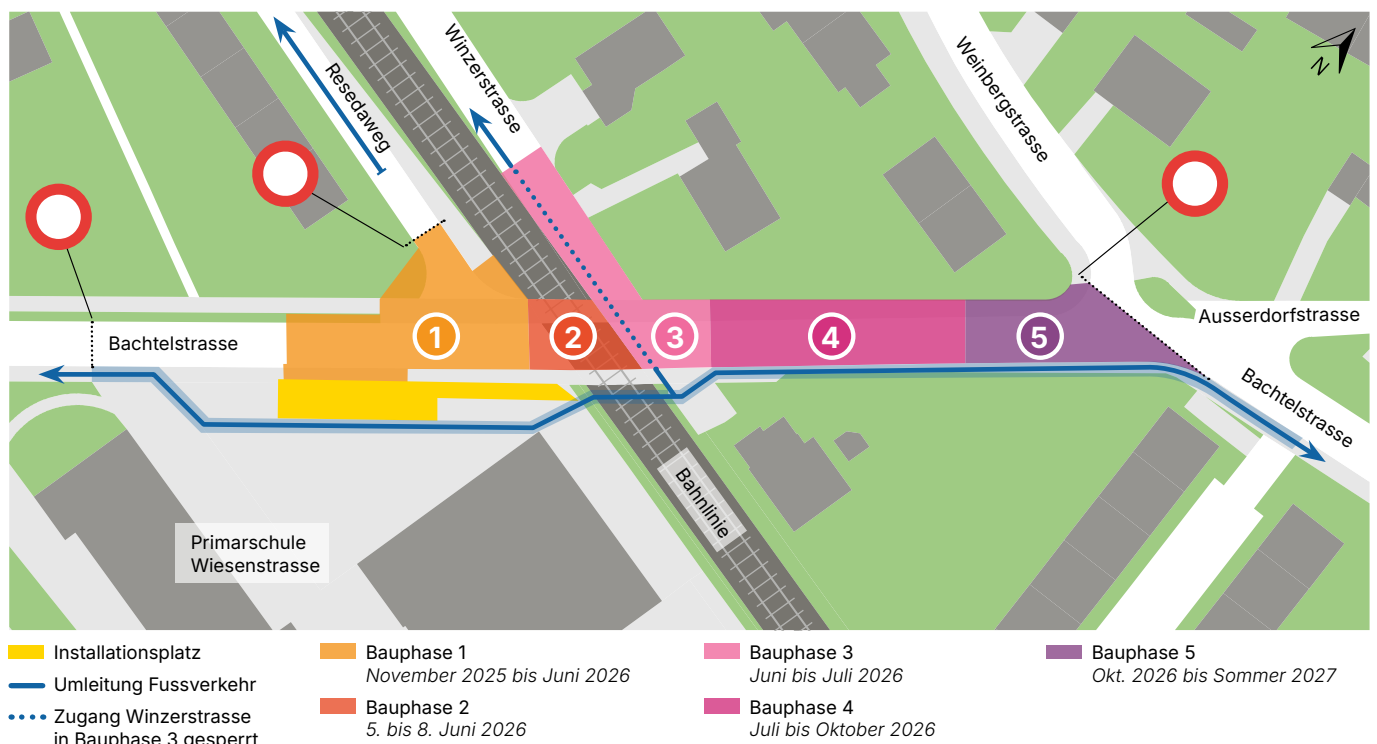 Resedaweg
Winzerstrasse
Weinbergstrasse
N
Bachtelstrasse
1
2
3
4
5
Ausserdorfstrasse
Bachtelstrasse
Bahnlinie
Primarschule
Wiesenstrasse
Installationsplatz
Umleitung Fussverkehr
Zugang Winzerstrasse
in Bauphase 3 gesperrt
Bauphase 1
November 2025 bis Juni 2026
Bauphase 2
5. bis 8. Juni 2026
Bauphase 3
Juni bis Juli 2026
Bauphase 4
Juli bis Oktober 2026
Bauphase 5
Okt. 2026 bis Sommer 2027